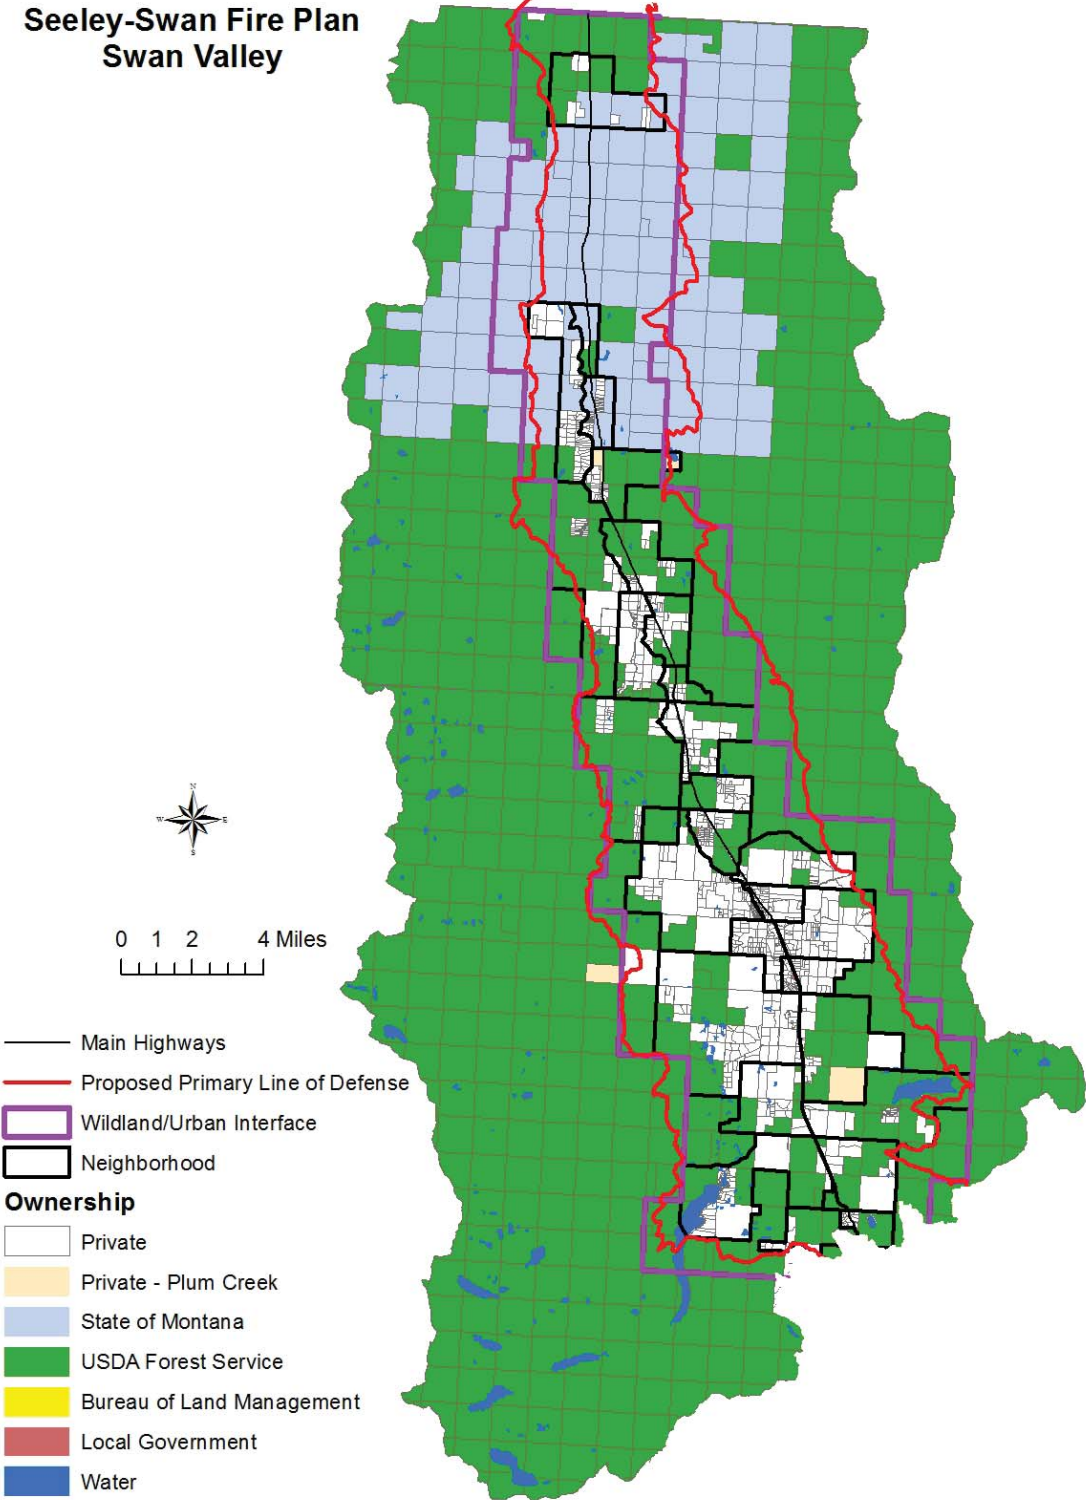 Seeley-Swan Fire Plan
Swan Valley
N
W
E
S
0 1 2 4 Miles
Main Highways
Proposed Primary Line of Defense
Wildland/Urban Interface
Neighborhood
Ownership
Private
Private - Plum Creek
State of Montana
USDA Forest Service
Bureau of Land Management
Local Government
Water